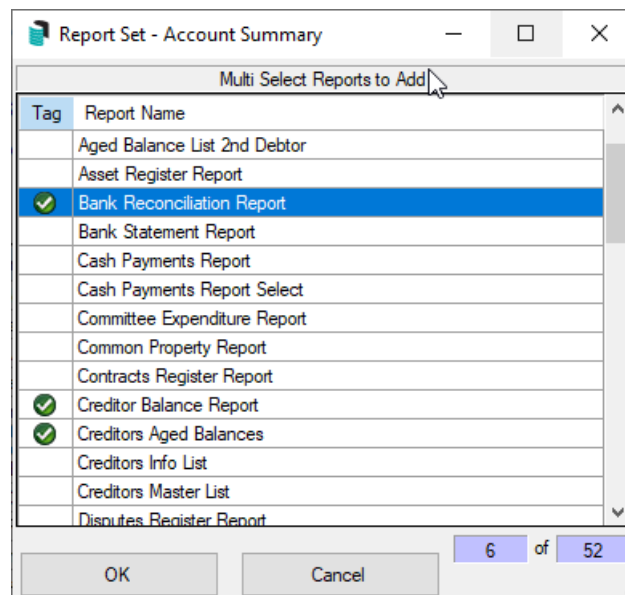 Report Set - Account Summary
Multi Select Reports to Add
Tag Report Name
Aged Balance List 2nd Debtor
Asset Register Report
Bank Reconciliation Report
Bank Statement Report
Cash Payments Report
Cash Payments Report Select
Committee Expenditure Report
Common Property Report
Contracts Register Report
Creditor Balance Report
Creditors Aged Balances
Creditors Info List
Creditors Master List
Disputes Register Report
6 of 52
OK Cancel